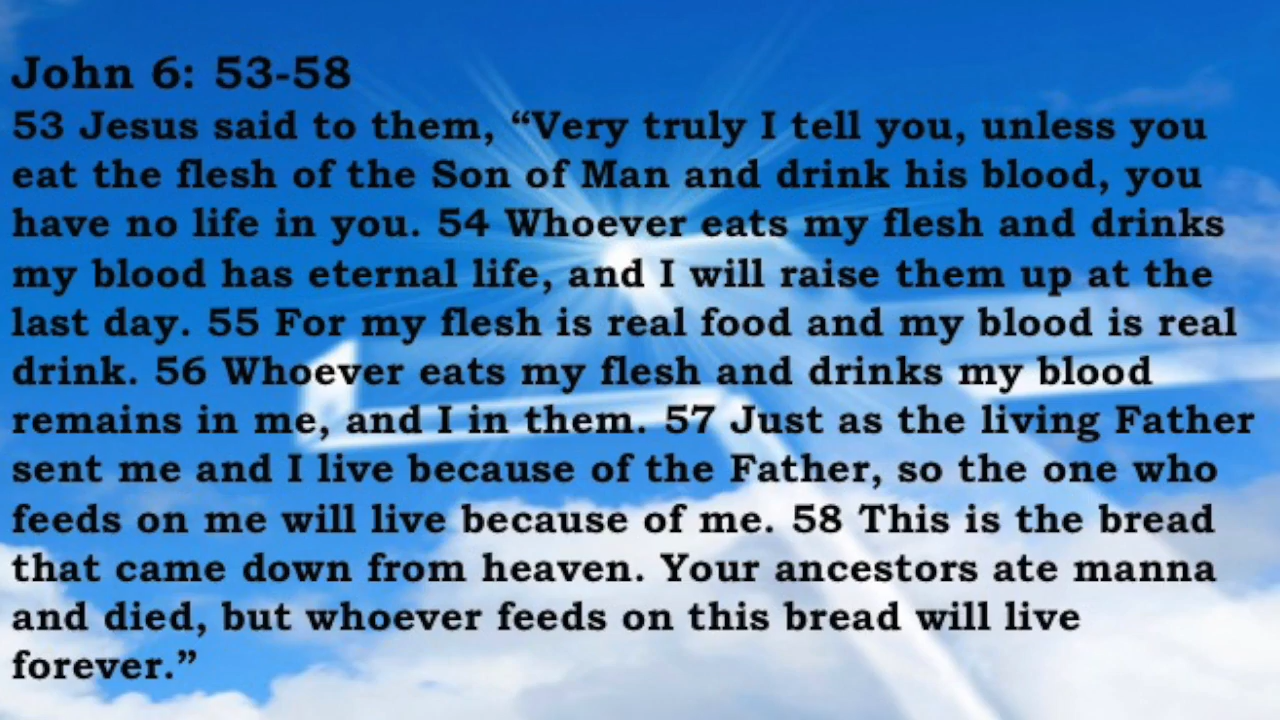 John 6: 53-58
53 Jesus said to them, “Very truly I tell you, unless you
eat the flesh of the Son of Man and drink his blood, you
have no life in you. 54 Whoever eats my flesh and drinks
my blood has eternal life, and I will raise them up at the
last day. 55 For my flesh is real food and my blood is real
drink. 56 Whoever eats my flesh and drinks my blood
remains in me, and I in them. 57 Just as the living Father
sent me and I live because of the Father, so the one who
feeds on me will live because of me. 58 This is the bread
that came down from heaven. Your ancestors ate manna
and died, but whoever feeds on this bread will live
forever.”